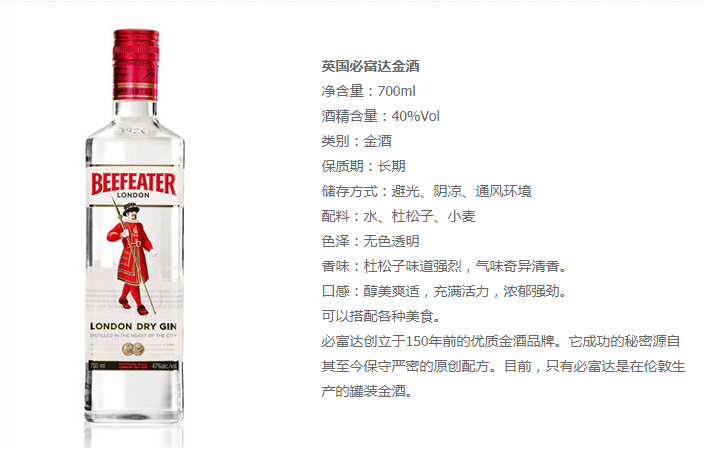 BEEFEATER
LONDON
LONDON DRY GIN
DISTILLED IN THE HEART OF THE CITY
750 ml
47%alc./vol
英国必富达金酒
净含量：700ml
酒精含量：40%Vol
类别：金酒
保质期：长期
储存方式：避光、阴凉、通风环境
配料：水、杜松子、小麦
色泽：无色透明
香味：杜松子味道强烈，气味奇异清香。
口感：醇美爽适，充满活力，浓郁强劲。
可以搭配各种美食。
必富达创立于150年前的优质金酒品牌。它成功的秘密源自
其至今保守严密的原创配方。目前，只有必富达是在伦敦生
产的罐装金酒。